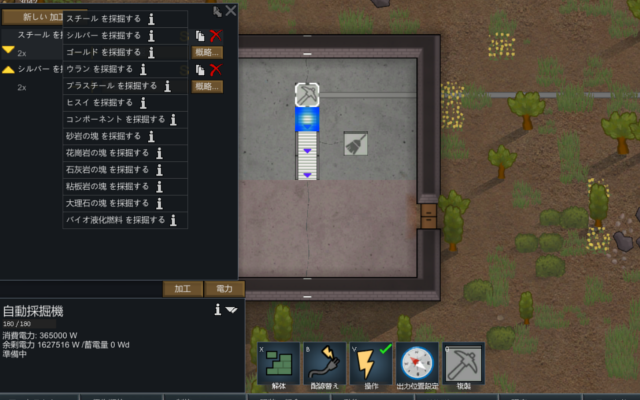 新しい 加工
スチール を採掘する
スチール を
シルバー を採掘する
2x
ゴールド を採掘する
概略...
シルバー を
ウラン を採掘する
2x
プラスチール を採掘する
概略...
ヒスイ を採掘する
コンポーネント を採掘する
砂岩の塊 を採掘する
花崗岩の塊 を採掘する
石灰岩の塊 を採掘する
粘板岩の塊 を採掘する
大理石の塊 を採掘する
バイオ液化燃料 を採掘する
加工
電力
自動採掘機
180 / 180
消費電力: 365000 W
余剰電力 1627516 W /蓄電量 0 Wd
準備中
X
解体
B
配線替え
V
操作
出力位置設定
複製